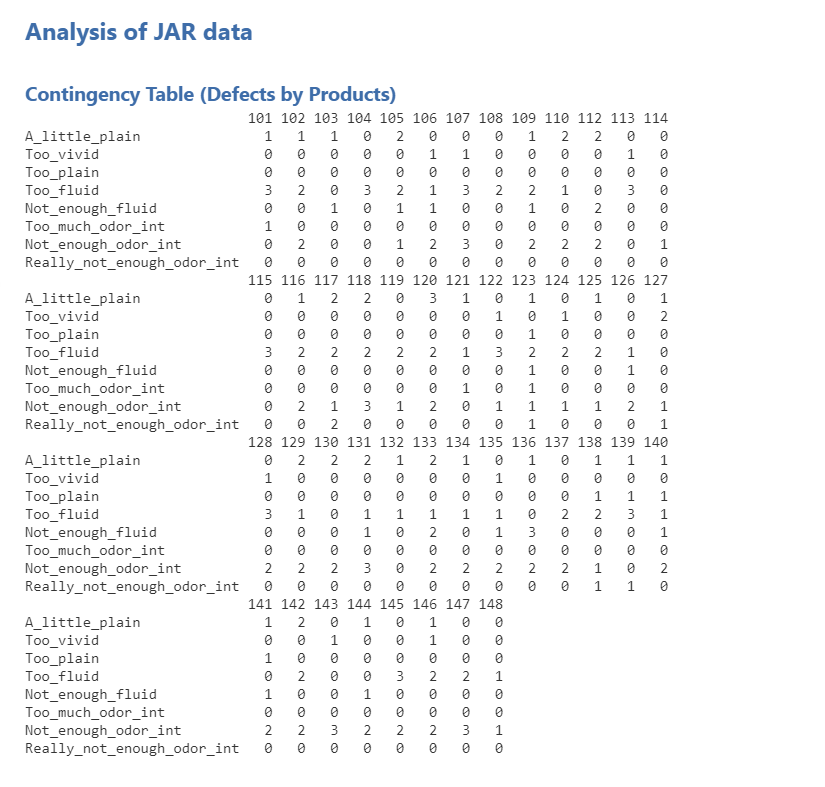 Analysis of JAR data
Contingency Table (Defects by Products)
101 102 103 104 105 106 107 108 109 110 112 113 114
A_little_plain 1 1 1 0 2 0 0 0 1 2 2 0 0
Too_vivid 0 0 0 0 0 1 1 0 0 0 0 1 0
Too_plain 0 0 0 0 0 0 0 0 0 0 0 0 0
Too_fluid 3 2 0 3 2 1 3 2 2 1 0 3 0
Not_enough_fluid 0 0 1 0 1 1 0 0 1 0 2 0 0
Too_much_odor_int 1 0 0 0 0 0 0 0 0 0 0 0 0
Not_enough_odor_int 0 2 0 0 1 2 3 0 2 2 2 0 1
Really_not_enough_odor_int 0 0 0 0 0 0 0 0 0 0 0 0 0
115 116 117 118 119 120 121 122 123 124 125 126 127
A_little_plain 0 1 2 2 0 3 1 0 1 0 1 0 1
Too_vivid 0 0 0 0 0 0 0 1 0 1 0 0 2
Too_plain 0 0 0 0 0 0 0 0 1 0 0 0 0
Too_fluid 3 2 2 2 2 2 1 3 2 2 2 1 0
Not_enough_fluid 0 0 0 0 0 0 0 0 1 0 0 1 0
Too_much_odor_int 0 0 0 0 0 0 1 0 1 0 0 0 0
Not_enough_odor_int 0 2 1 3 1 2 0 1 1 1 1 2 1
Really_not_enough_odor_int 0 0 2 0 0 0 0 0 1 0 0 0 1
128 129 130 131 132 133 134 135 136 137 138 139 140
A_little_plain 0 2 2 2 1 2 1 0 1 0 1 1 1
Too_vivid 1 0 0 0 0 0 0 1 0 0 0 0 0
Too_plain 0 0 0 0 0 0 0 0 0 0 1 1 1
Too_fluid 3 1 0 1 1 1 1 1 0 2 2 3 1
Not_enough_fluid 0 0 0 1 0 2 0 1 3 0 0 0 1
Too_much_odor_int 0 0 0 0 0 0 0 0 0 0 0 0 0
Not_enough_odor_int 2 2 2 3 0 2 2 2 2 2 1 0 2
Really_not_enough_odor_int 0 0 0 0 0 0 0 0 0 0 1 1 0
141 142 143 144 145 146 147 148
A_little_plain 1 2 0 1 0 1 0 0
Too_vivid 0 0 1 0 0 1 0 0
Too_plain 1 0 0 0 0 0 0 0
Too_fluid 0 2 0 0 3 2 2 1
Not_enough_fluid 1 0 0 1 0 0 0 0
Too_much_odor_int 0 0 0 0 0 0 0 0
Not_enough_odor_int 2 2 3 2 2 2 3 1
Really_not_enough_odor_int 0 0 0 0 0 0 0 0